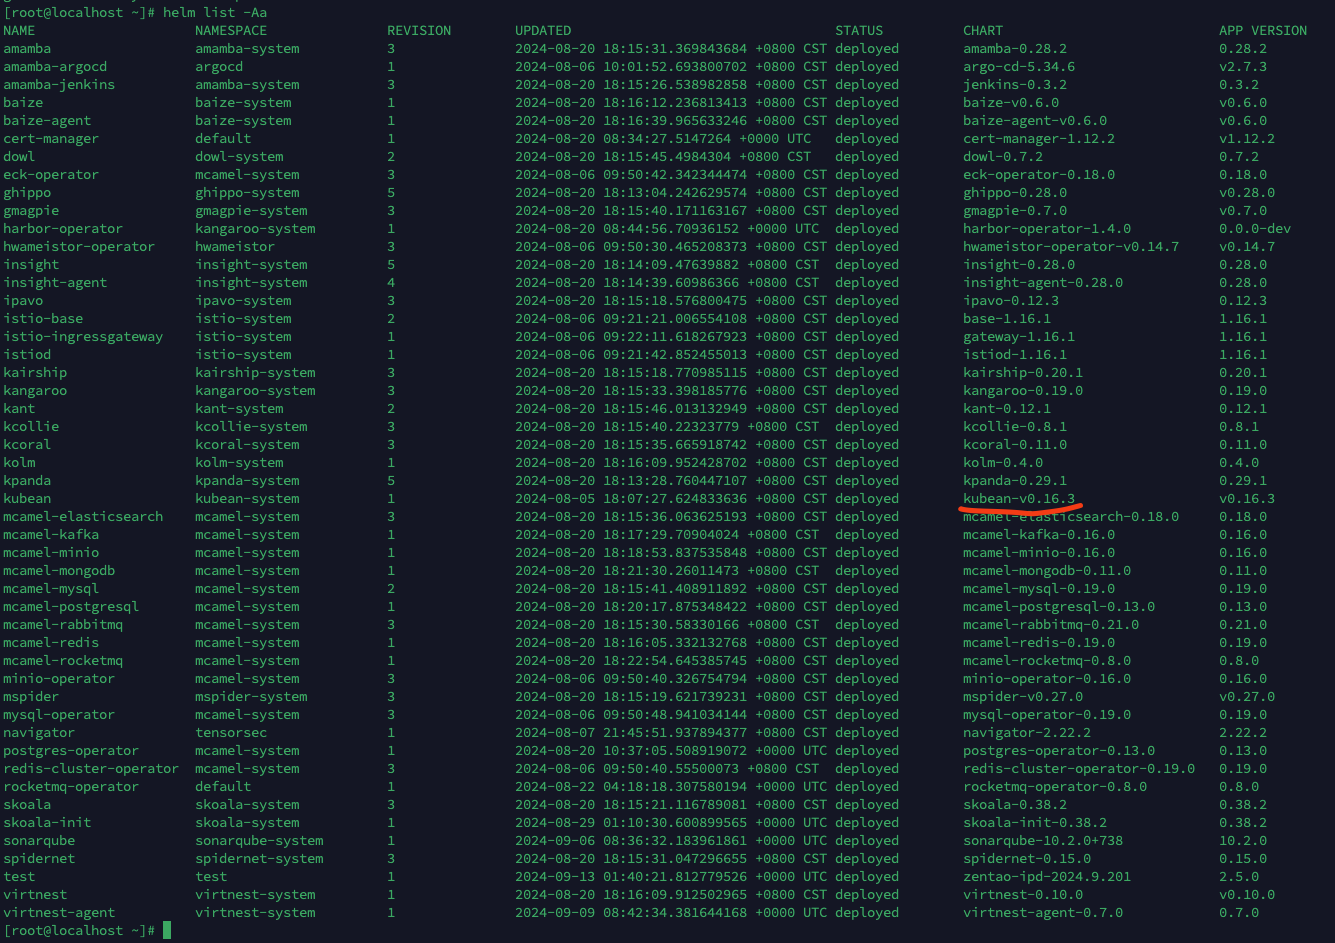 [root@localhost ~]# helm list -Aa
NAME NAMESPACE REVISION UPDATED STATUS CHART APP VERSION
amamba amamba-system 3 2024-08-20 18:15:31.369843684 +0800 CST deployed amamba-0.28.2 0.28.2
amamba-argocd argocd 1 2024-08-06 10:01:52.693800702 +0800 CST deployed argo-cd-5.34.6 v2.7.3
amamba-jenkins amamba-system 3 2024-08-20 18:15:26.538982858 +0800 CST deployed jenkins-0.3.2 0.3.2
baize baize-system 1 2024-08-20 18:16:12.236813413 +0800 CST deployed baize-v0.6.0 v0.6.0
baize-agent baize-system 1 2024-08-20 18:16:39.965633246 +0800 CST deployed baize-agent-v0.6.0 v0.6.0
cert-manager default 1 2024-08-20 08:34:27.5147264 +0000 UTC deployed cert-manager-1.12.2 v1.12.2
dowl dowl-system 2 2024-08-20 18:15:45.4984304 +0800 CST deployed dowl-0.7.2 0.7.2
eck-operator mcamel-system 3 2024-08-06 09:50:42.342344474 +0800 CST deployed eck-operator-0.18.0 0.18.0
ghippo ghippo-system 5 2024-08-20 18:13:04.242629574 +0800 CST deployed ghippo-0.28.0 v0.28.0
gmagpie gmagpie-system 3 2024-08-20 18:15:40.171163167 +0800 CST deployed gmagpie-0.7.0 v0.7.0
harbor-operator kangaroo-system 1 2024-08-20 08:44:56.70936152 +0000 UTC deployed harbor-operator-1.4.0 0.0.0-dev
hwameistor-operator hwameistor 3 2024-08-06 09:50:30.465208373 +0800 CST deployed hwameistor-operator-v0.14.7 v0.14.7
insight insight-system 5 2024-08-20 18:14:09.47639882 +0800 CST deployed insight-0.28.0 0.28.0
insight-agent insight-system 4 2024-08-20 18:14:39.60986366 +0800 CST deployed insight-agent-0.28.0 0.28.0
ipavo ipavo-system 3 2024-08-20 18:15:18.576800475 +0800 CST deployed ipavo-0.12.3 0.12.3
istio-base istio-system 2 2024-08-06 09:21:21.006554108 +0800 CST deployed base-1.16.1 1.16.1
istio-ingressgateway istio-system 1 2024-08-06 09:22:11.618267923 +0800 CST deployed gateway-1.16.1 1.16.1
istiod istio-system 1 2024-08-06 09:21:42.852455013 +0800 CST deployed istiod-1.16.1 1.16.1
kairship kairship-system 3 2024-08-20 18:15:18.770985115 +0800 CST deployed kairship-0.20.1 0.20.1
kangaroo kangaroo-system 3 2024-08-20 18:15:33.398185776 +0800 CST deployed kangaroo-0.19.0 0.19.0
kant kant-system 2 2024-08-20 18:15:46.013132949 +0800 CST deployed kant-0.12.1 0.12.1
kcollie kcollie-system 3 2024-08-20 18:15:40.22323779 +0800 CST deployed kcollie-0.8.1 0.8.1
kcoral kcoral-system 3 2024-08-20 18:15:35.665918742 +0800 CST deployed kcoral-0.11.0 0.11.0
kolm kolm-system 1 2024-08-20 18:16:09.952428702 +0800 CST deployed kolm-0.4.0 0.4.0
kpanda kpanda-system 5 2024-08-20 18:13:28.760144507 +0800 CST deployed kpanda-0.29.1 0.29.1
kubean kubean-system 1 2024-08-05 18:07:27.624833636 +0800 CST deployed kubean-v0.16.3 v0.16.3
mcamel-elasticsearch mcamel-system 3 2024-08-20 18:15:36.063625193 +0800 CST deployed mcamel-elasticsearch-0.18.0 0.18.0
mcamel-kafka mcamel-system 1 2024-08-20 18:17:29.70904024 +0800 CST deployed mcamel-kafka-0.16.0 0.16.0
mcamel-minio mcamel-system 1 2024-08-20 18:18:53.837535848 +0800 CST deployed mcamel-minio-0.16.0 0.16.0
mcamel-mongodb mcamel-system 1 2024-08-20 18:21:30.26011473 +0800 CST deployed mcamel-mongodb-0.11.0 0.11.0
mcamel-mysql mcamel-system 2 2024-08-20 18:15:41.408911892 +0800 CST deployed mcamel-mysql-0.19.0 0.19.0
mcamel-postgresql mcamel-system 1 2024-08-20 18:20:17.875348422 +0800 CST deployed mcamel-postgresql-0.13.0 0.13.0
mcamel-rabbitmq mcamel-system 3 2024-08-20 18:15:30.58330166 +0800 CST deployed mcamel-rabbitmq-0.21.0 0.21.0
mcamel-redis mcamel-system 1 2024-08-20 18:16:05.332132768 +0800 CST deployed mcamel-redis-0.19.0 0.19.0
mcamel-rocketmq mcamel-system 1 2024-08-20 18:22:54.645385745 +0800 CST deployed mcamel-rocketmq-0.8.0 0.8.0
minio-operator mcamel-system 3 2024-08-06 09:50:40.326754794 +0800 CST deployed minio-operator-0.16.0 0.16.0
mspider mspider-system 3 2024-08-20 18:15:19.621739231 +0800 CST deployed mspider-v0.27.0 v0.27.0
mysql-operator mcamel-system 3 2024-08-06 09:50:48.941034144 +0800 CST deployed mysql-operator-0.19.0 0.19.0
navigator tensorsec 1 2024-08-07 21:45:51.937894377 +0800 CST deployed navigator-2.22.2 2.22.2
postgres-operator mcamel-system 1 2024-08-20 10:37:05.508919072 +0000 UTC deployed postgres-operator-0.13.0 0.13.0
redis-cluster-operator mcamel-system 3 2024-08-06 09:50:40.55500073 +0800 CST deployed redis-cluster-operator-0.19.0 0.19.0
rocketmq-operator default 1 2024-08-22 04:18:18.307580194 +0000 UTC deployed rocketmq-operator-0.8.0 0.8.0
skoala skoala-system 3 2024-08-20 18:15:21.116789081 +0800 CST deployed skoala-0.38.2 0.38.2
skoala-init skoala-system 1 2024-08-29 01:10:30.600899565 +0000 UTC deployed skoala-init-0.38.2 0.38.2
sonarqube sonarqube-system 1 2024-09-06 08:36:32.183961861 +0000 UTC deployed sonarqube-10.2.0+738 10.2.0
spidernet spidernet-system 3 2024-08-20 18:15:31.047296655 +0800 CST deployed spidernet-0.15.0 0.15.0
test test 1 2024-09-13 01:40:21.812779526 +0000 UTC deployed zentao-ipd-2024.9.201 2.5.0
virtnest virtnest-system 1 2024-08-20 18:16:09.912502965 +0800 CST deployed virtnest-0.10.0 v0.10.0
virtnest-agent virtnest-system 1 2024-09-09 08:42:34.381644168 +0000 UTC deployed virtnest-agent-0.7.0 0.7.0
[root@localhost ~]#